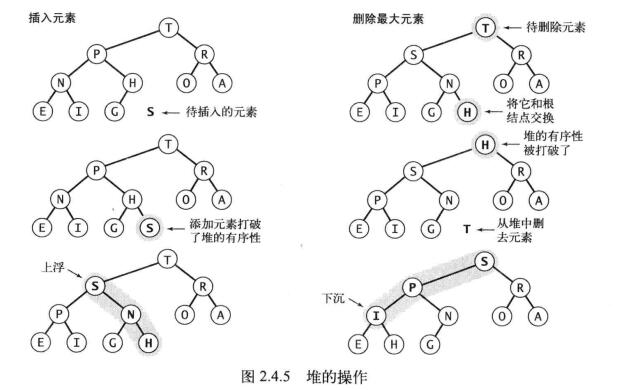 插入元素
T
P R
N H O A
E I G S ← 待插入的元素
T
P R
N H O A
E I G S ← 添加元素打破
了堆的有序性
上浮
T
S R
P N O A
E I G H
删除最大元素
T ← 待删除元素
S R
P N O A
E I G H ← 将它和根
结点交换
H ← 堆的有序性
被打破了
S R
P N O A
E I G T ← 从堆中删
去元素
S
P R
下沉
I N O A
E H G
图 2.4.5 堆的操作